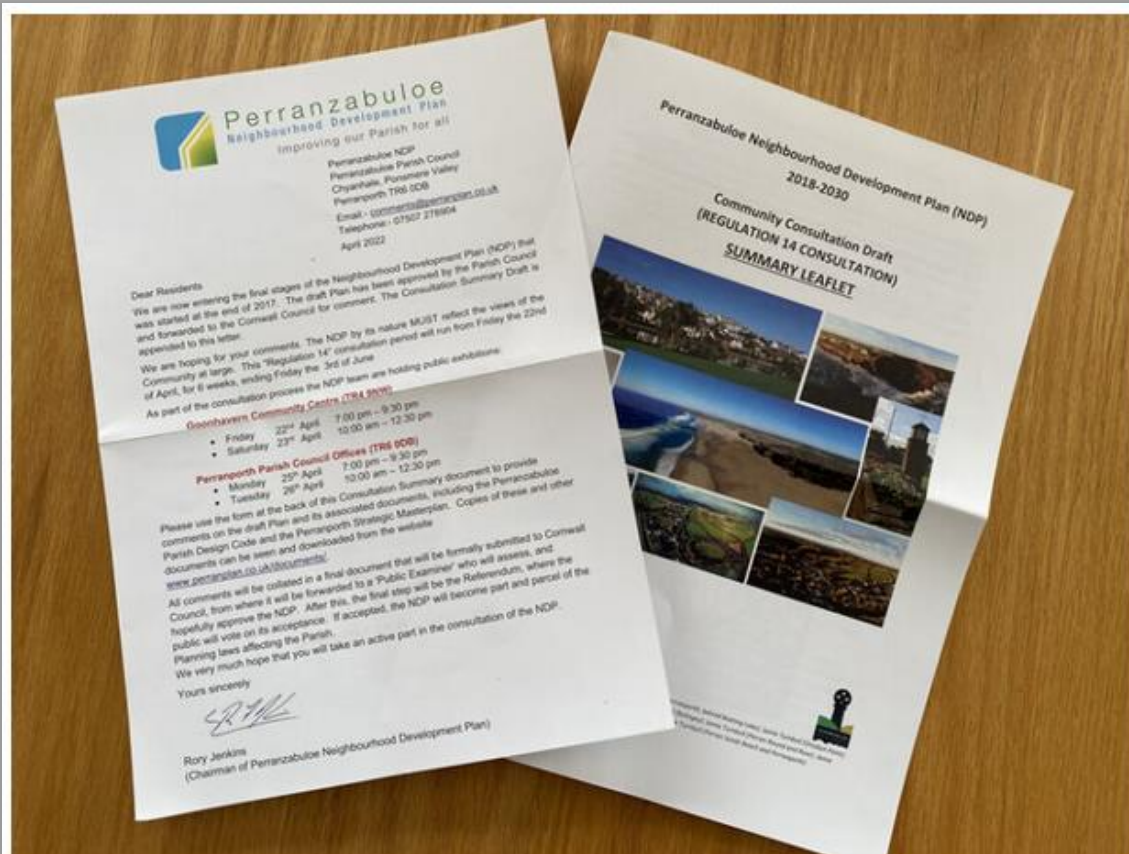 Perranzabuloe
Neighbourhood Development Plan
Improving our Parish for all
Perranzabuloe NDP
Perranzabuloe Parish Council
Chyanhale, Ponsmere Valley
Perranporth TR6 0DB
Email:- comments@perranplan.co.uk
Telephone:- 07507 278904
April 2022
Dear Residents
We are now entering the final stages of the Neighbourhood Development Plan (NDP) that
was started at the end of 2017. The draft Plan has been approved by the Parish Council
and forwarded to the Cornwall Council for comment. The Consultation Summary Draft is
appended to this letter.
We are hoping for your comments. The NDP by its nature MUST reflect the views of the
Community at large. This "Regulation 14" consultation period will run from Friday the 22nd
of April, for 6 weeks, ending Friday the 3rd of June
As part of the consultation process the NDP team are holding public exhibitions:
Goonhavern Community Centre (TR4 9NW)
• Friday 22nd April 7:00 pm – 9:30 pm
• Saturday 23rd April 10:00 am – 12:30 pm
Perranporth Parish Council Offices (TR6 0DB)
• Monday 25th April 7:00 pm – 9:30 pm
• Tuesday 26th April 10:00 am – 12:30 pm
Please use the form at the back of this Consultation Summary document to provide
comments on the draft Plan and its associated documents, including the Perranzabuloe
Parish Design Code and the Perranporth Strategic Masterplan. Copies of these and other
documents can be seen and downloaded from the website
www.perranplan.co.uk/documents/.
All comments will be collated in a final document that will be formally submitted to Cornwall
Council, from where it will be forwarded to a 'Public Examiner' who will assess, and
hopefully approve the NDP. After this, the final step will be the Referendum, where the
public will vote on its acceptance. If accepted, the NDP will become part and parcel of the
Planning laws affecting the Parish.
We very much hope that you will take an active part in the consultation of the NDP.
Yours sincerely
Rory Jenkins
(Chairman of Perranzabuloe Neighbourhood Development Plan)
Perranzabuloe Neighbourhood Development Plan (NDP)
2018-2030
Community Consultation Draft
(REGULATION 14 CONSULTATION)
SUMMARY LEAFLET